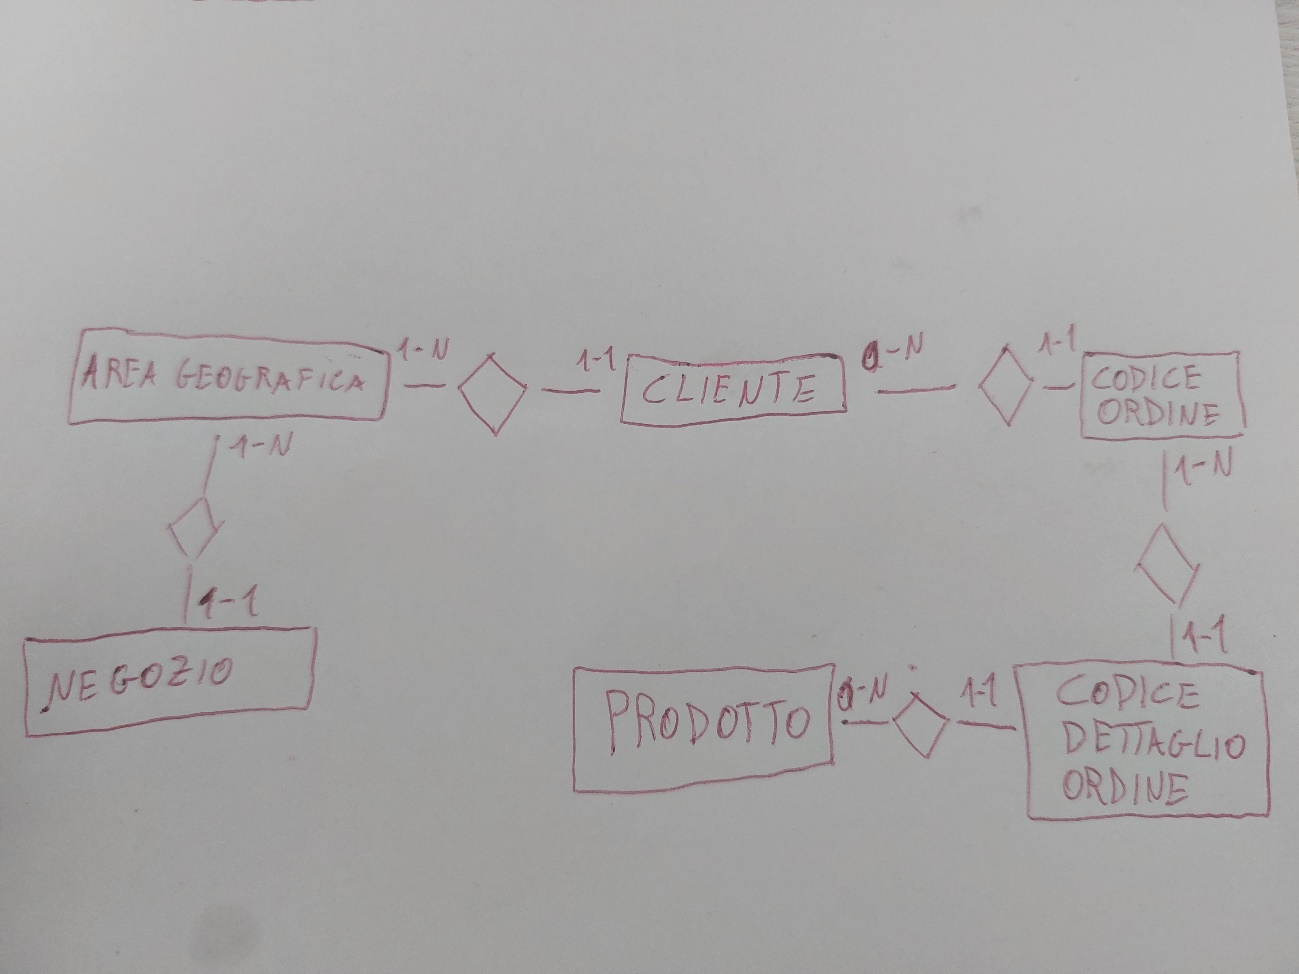 AREA GEOGRAFICA 1-N 1-1 CLIENTE 0-N 1-1 CODICE
ORDINE
1-N 1-N
1-1 1-1
NEGOZIO PRODOTTO 0-N 1-1 CODICE
DETTAGLIO
ORDINE